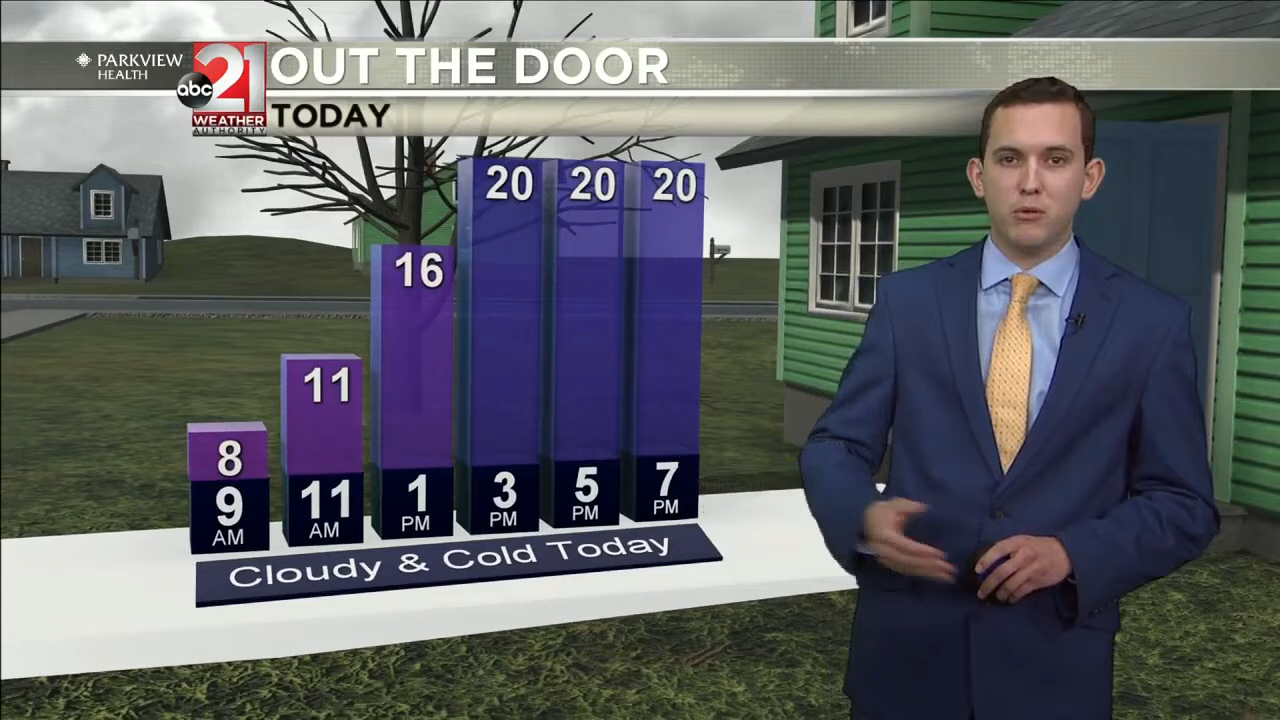 PARKVIEW
HEALTH
abc
21
WEATHER
AUTHORITY
OUT THE DOOR
TODAY
8
11
16
20
20
20
9
AM
11
AM
1
PM
3
PM
5
PM
7
PM
Cloudy & Cold Today